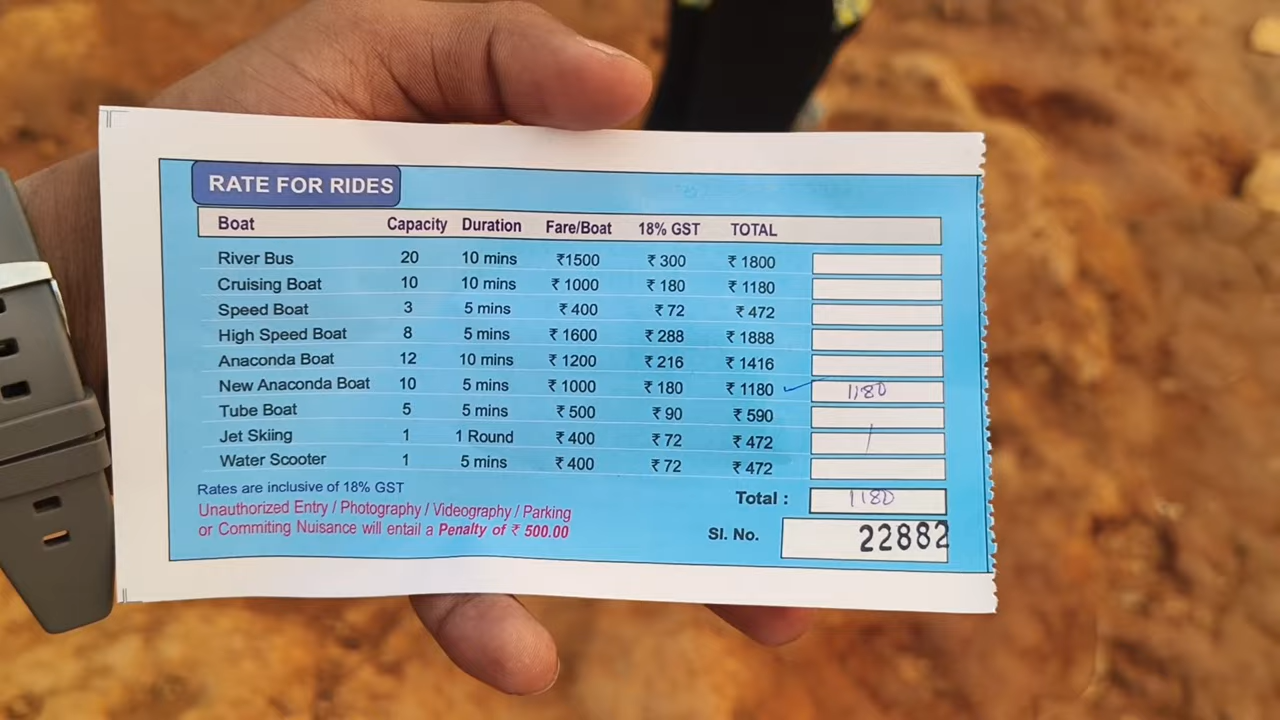 RATE FOR RIDES
Boat Capacity Duration Fare/Boat 18% GST TOTAL
River Bus 20 10 mins ₹1500 ₹ 300 ₹ 1800
Cruising Boat 10 10 mins ₹ 1000 ₹ 180 ₹ 1180
Speed Boat 3 5 mins ₹ 400 ₹ 72 ₹ 472
High Speed Boat 8 5 mins ₹ 1600 ₹ 288 ₹ 1888
Anaconda Boat 12 10 mins ₹ 1200 ₹ 216 ₹ 1416
New Anaconda Boat 10 5 mins ₹ 1000 ₹ 180 ₹ 1180 1180
Tube Boat 5 5 mins ₹ 500 ₹ 90 ₹ 590
Jet Skiing 1 1 Round ₹ 400 ₹ 72 ₹ 472
Water Scooter 1 5 mins ₹ 400 ₹ 72 ₹ 472
Rates are inclusive of 18% GST
Total : 1180
Unauthorized Entry / Photography / Videography / Parking
or Commiting Nuisance will entail a Penalty of ₹ 500.00
Sl. No. 22882